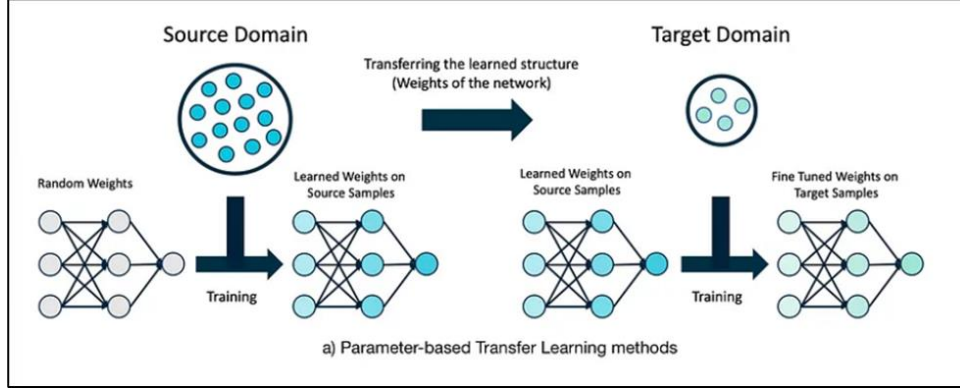 Source Domain
Target Domain
Transferring the learned structure
(Weights of the network)
Random Weights
Learned Weights on
Source Samples
Learned Weights on
Source Samples
Fine Tuned Weights on
Target Samples
Training
Training
a) Parameter-based Transfer Learning methods